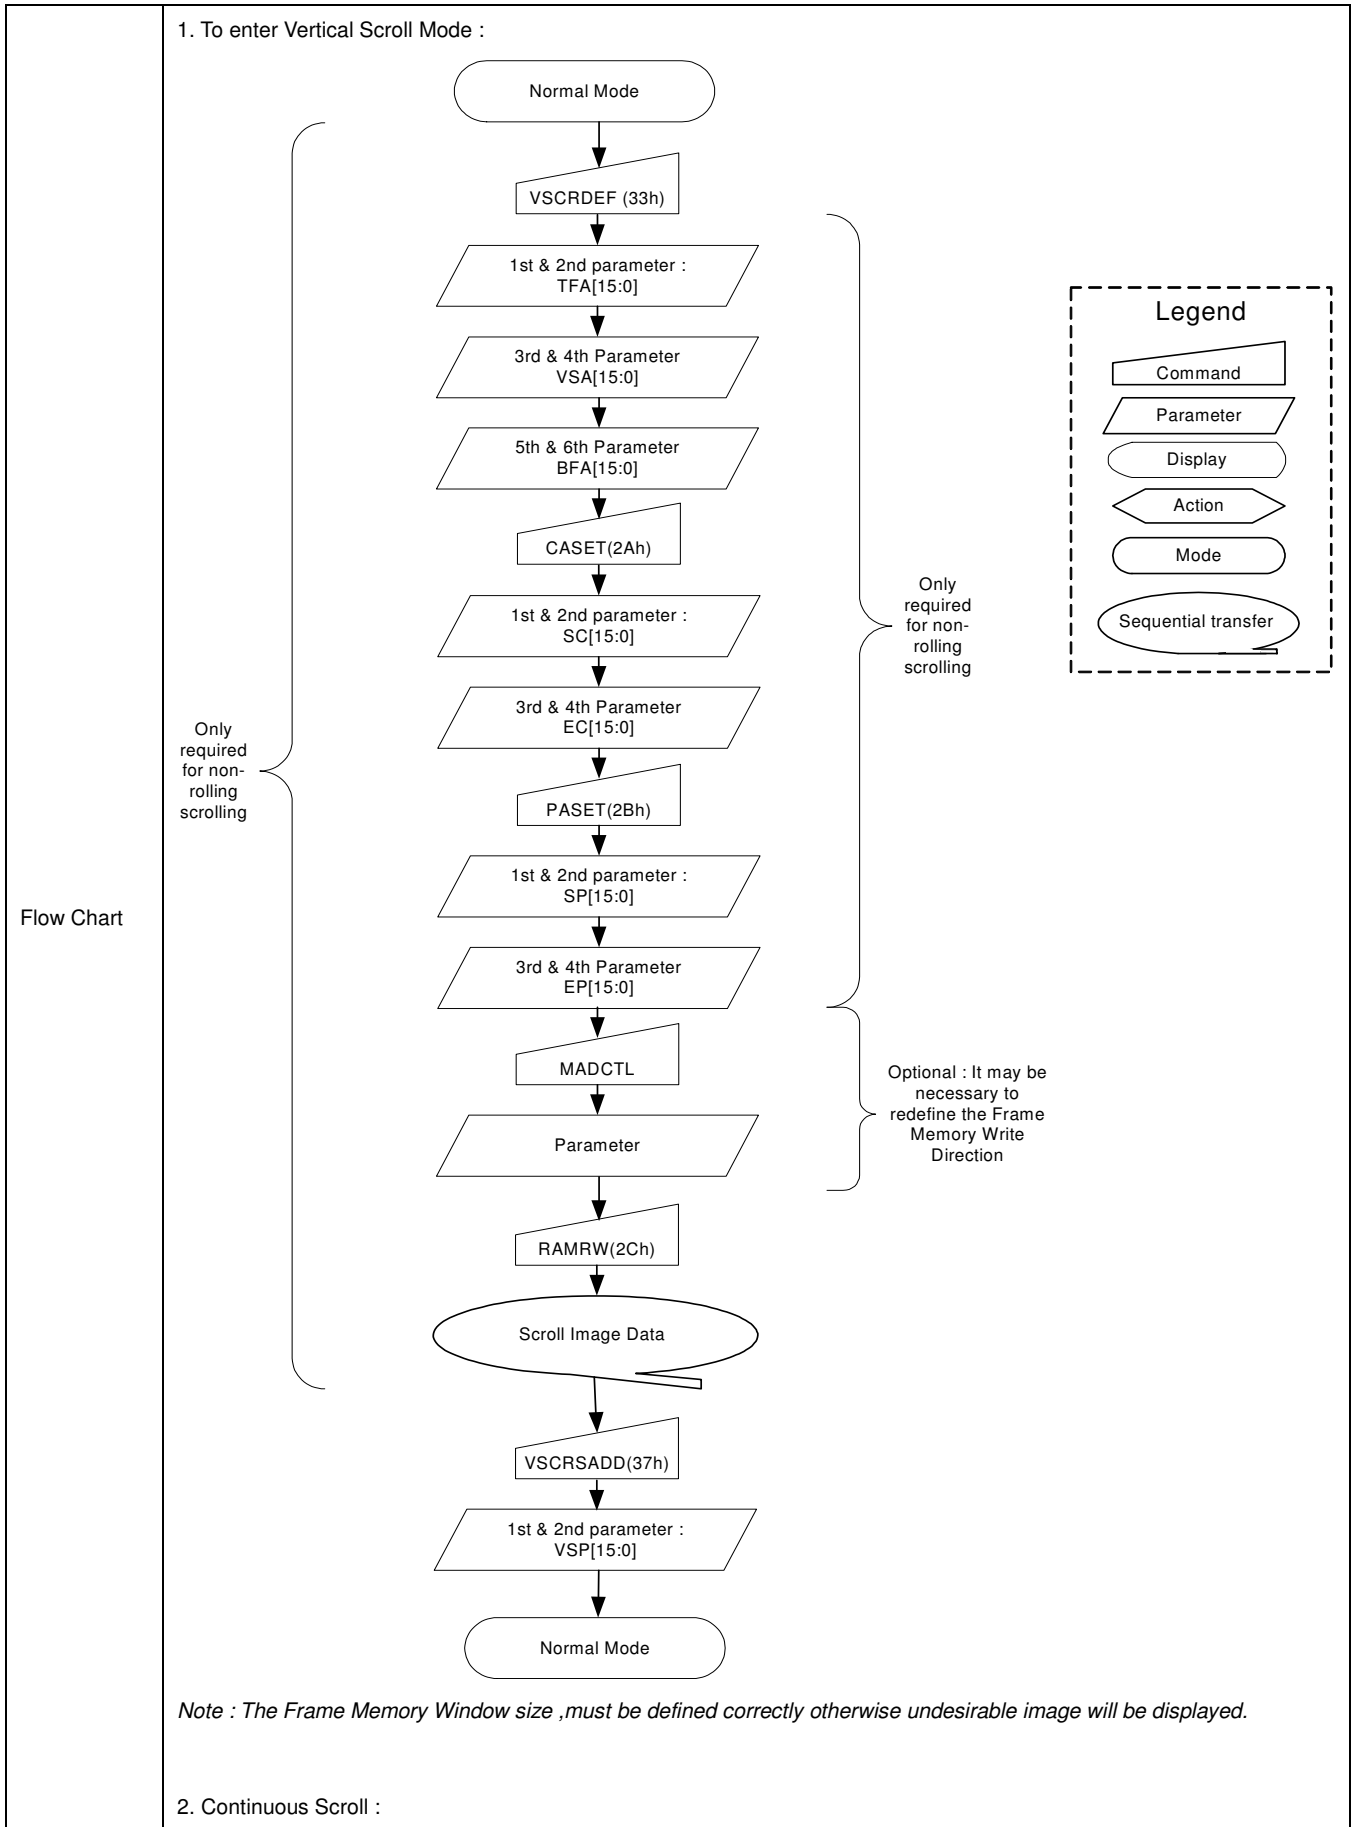 Flow Chart
1. To enter Vertical Scroll Mode :
Normal Mode
VSCRDEF (33h)
1st & 2nd parameter :
TFA[15:0]
3rd & 4th Parameter
VSA[15:0]
5th & 6th Parameter
BFA[15:0]
CASET(2Ah)
1st & 2nd parameter :
SC[15:0]
3rd & 4th Parameter
EC[15:0]
PASET(2Bh)
1st & 2nd parameter :
SP[15:0]
3rd & 4th Parameter
EP[15:0]
MADCTL
Parameter
RAMRW(2Ch)
Scroll Image Data
VSCRSADD(37h)
1st & 2nd parameter :
VSP[15:0]
Normal Mode
Only
required
for non-
rolling
scrolling
Only
required
for non-
rolling
scrolling
Optional : It may be
necessary to
redefine the Frame
Memory Write
Direction
Legend
Command
Parameter
Display
Action
Mode
Sequential transfer
Note : The Frame Memory Window size ,must be defined correctly otherwise undesirable image will be displayed.
2. Continuous Scroll :